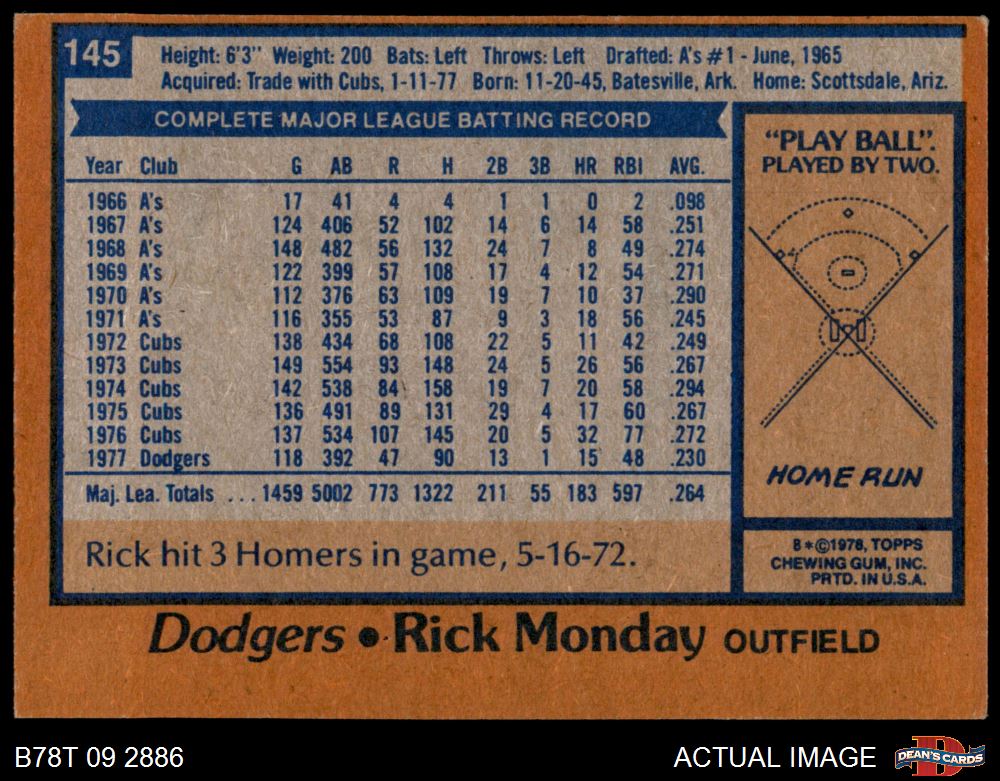 145
Height: 6'3" Weight: 200 Bats: Left Throws: Left Drafted: A's #1 - June, 1965
Acquired: Trade with Cubs, 1-11-77 Born: 11-20-45, Batesville, Ark. Home: Scottsdale, Ariz.
COMPLETE MAJOR LEAGUE BATTING RECORD
Year Club G AB R H 2B 3B HR RBI AVG.
1966 A's 17 41 4 4 1 1 0 2 .098
1967 A's 124 406 52 102 14 6 14 58 .251
1968 A's 148 482 56 132 24 7 8 49 .274
1969 A's 122 399 57 108 17 4 12 54 .271
1970 A's 112 376 63 109 19 7 10 37 .290
1971 A's 116 355 53 87 9 3 18 56 .245
1972 Cubs 138 434 68 108 22 5 11 42 .249
1973 Cubs 149 554 93 148 24 5 26 56 .267
1974 Cubs 142 538 84 158 19 7 20 58 .294
1975 Cubs 136 491 89 131 29 4 17 60 .267
1976 Cubs 137 534 107 145 20 5 32 77 .272
1977 Dodgers 118 392 47 90 13 1 15 48 .230
Maj. Lea. Totals ... 1459 5002 773 1322 211 55 183 597 .264
Rick hit 3 Homers in game, 5-16-72.
"PLAY BALL".
PLAYED BY TWO.
HOME RUN
B*©1978, TOPPS
CHEWING GUM, INC.
PRTD. IN U.S.A.
Dodgers • Rick Monday OUTFIELD
B78T 09 2886
ACTUAL IMAGE
D
DEAN'S CARDS